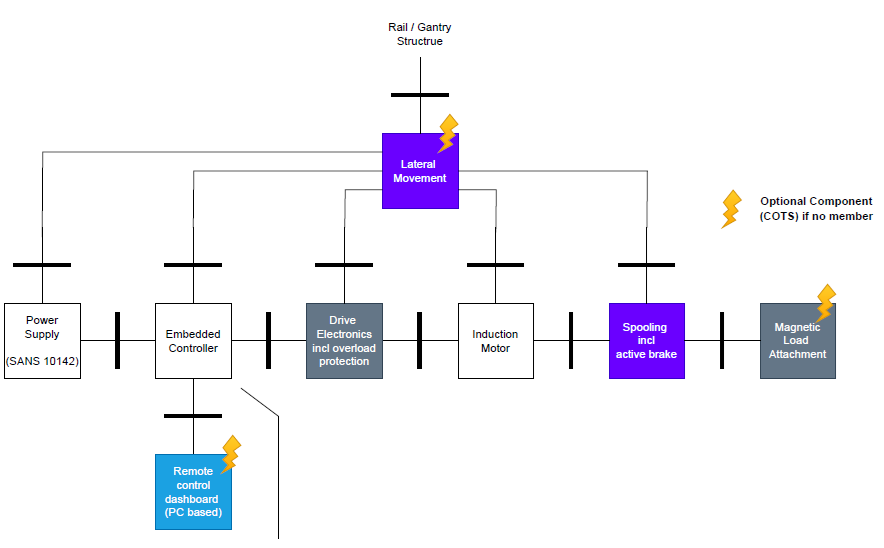 Rail / Gantry
Structrue
Lateral
Movement
Optional Component
(COTS) if no member
Power
Supply
(SANS 10142)
Embedded
Controller
Drive
Electronics
incl overload
protection
Induction
Motor
Spooling
incl
active brake
Magnetic
Load
Attachment
Remote
control
dashboard
(PC based)